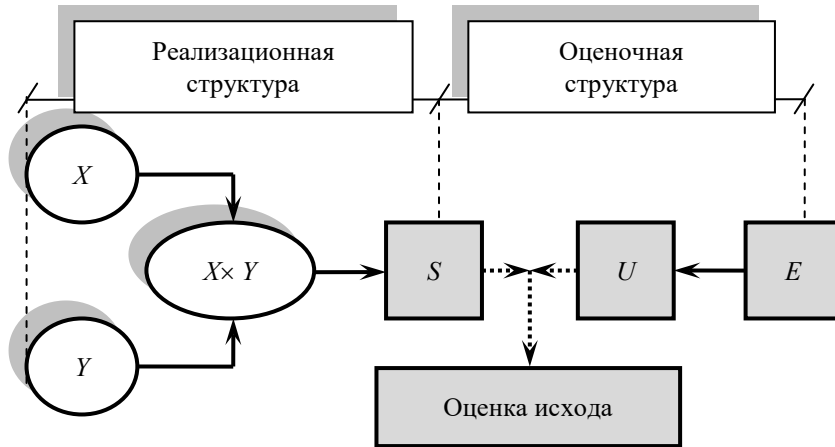 Реализационная
структура
Оценочная
структура
X
X× Y
S
U
E
Y
Оценка исхода